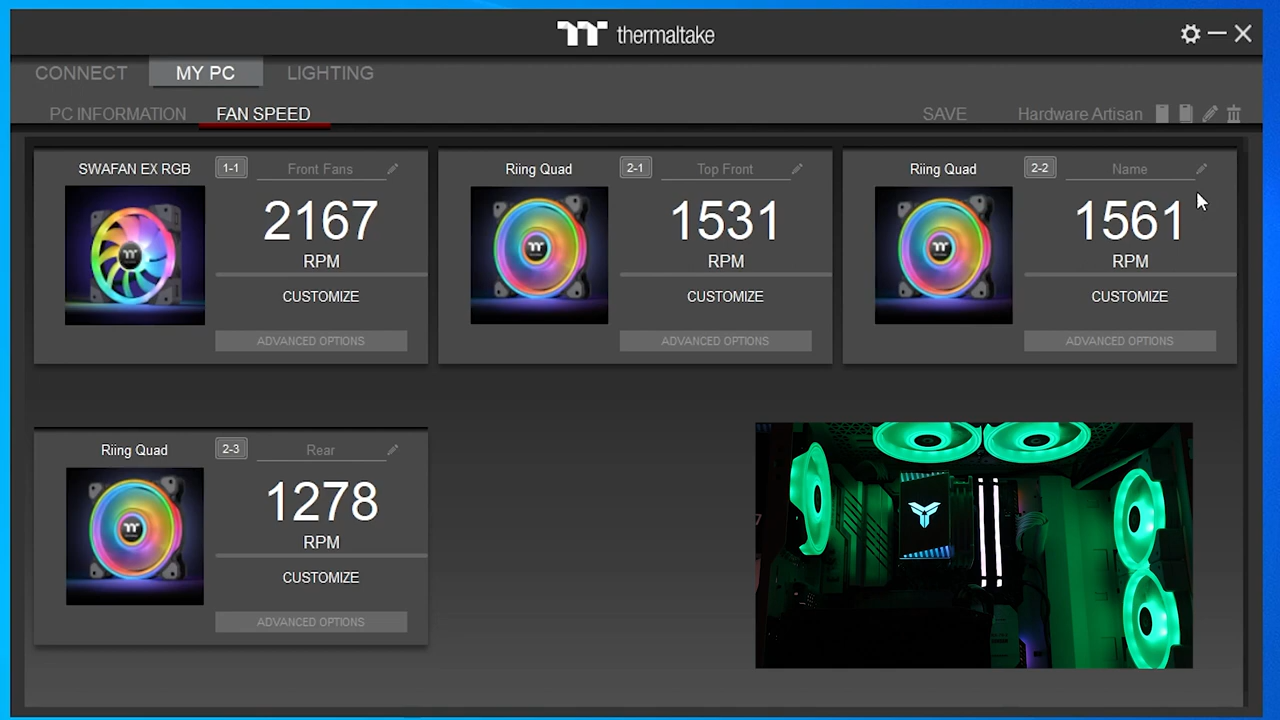 thermaltake
CONNECT
MY PC
LIGHTING
PC INFORMATION
FAN SPEED
SAVE
Hardware Artisan
SWAFAN EX RGB
1-1
Front Fans
2167
RPM
CUSTOMIZE
ADVANCED OPTIONS
Riing Quad
2-1
Top Front
1531
RPM
CUSTOMIZE
ADVANCED OPTIONS
Riing Quad
2-2
Name
1561
RPM
CUSTOMIZE
ADVANCED OPTIONS
Riing Quad
2-3
Rear
1278
RPM
CUSTOMIZE
ADVANCED OPTIONS